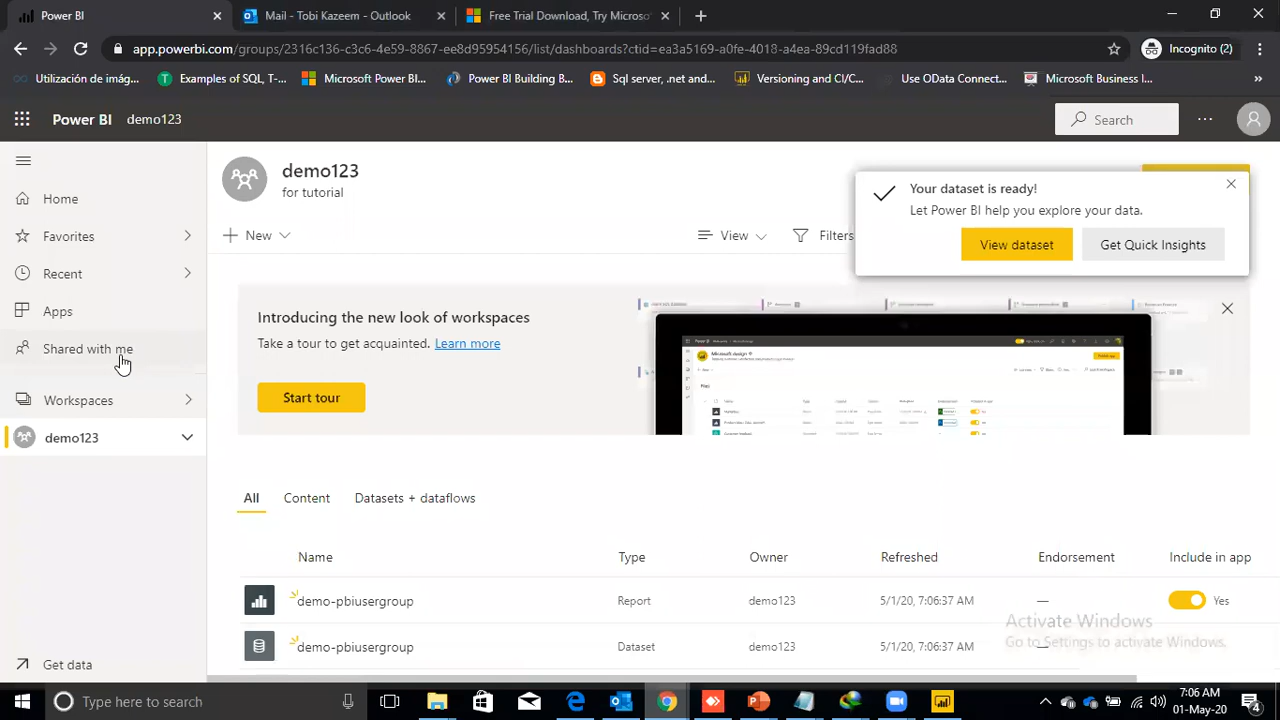 Power BI
Mail - Tobi Kazeem - Outlook
Free Trial Download, Try Microso
app.powerbi.com/groups/2316c136-c3c6-4e59-8867-ee8d95954156/list/dashboards?ctid=ea3a5169-a0fe-4018-a4ea-89cd119fad88
Incognito (2)
Utilización de imág...
Examples of SQL, T-...
Microsoft Power BI...
Power BI Building B...
Sql server, .net and...
Versioning and CI/C...
Use OData Connect...
Microsoft Business I...
»
Power BI demo123
Search
...
demo123
for tutorial
Your dataset is ready!
Let Power BI help you explore your data.
View dataset
Get Quick Insights
Home
Favorites
Recent
Apps
Shared with me
Workspaces
demo123
Get data
New
View
Filters
Introducing the new look of workspaces
Take a tour to get acquainted. Learn more
Start tour
All Content Datasets + dataflows
Name Type Owner Refreshed Endorsement Include in app
demo-pbiusergroup Report demo123 5/1/20, 7:06:37 AM — Yes
demo-pbiusergroup Dataset demo123 5/1/20, 7:06:37 AM —
Activate Windows
Go to Settings to activate Windows.
Type here to search
7:06 AM
01-May-20
4